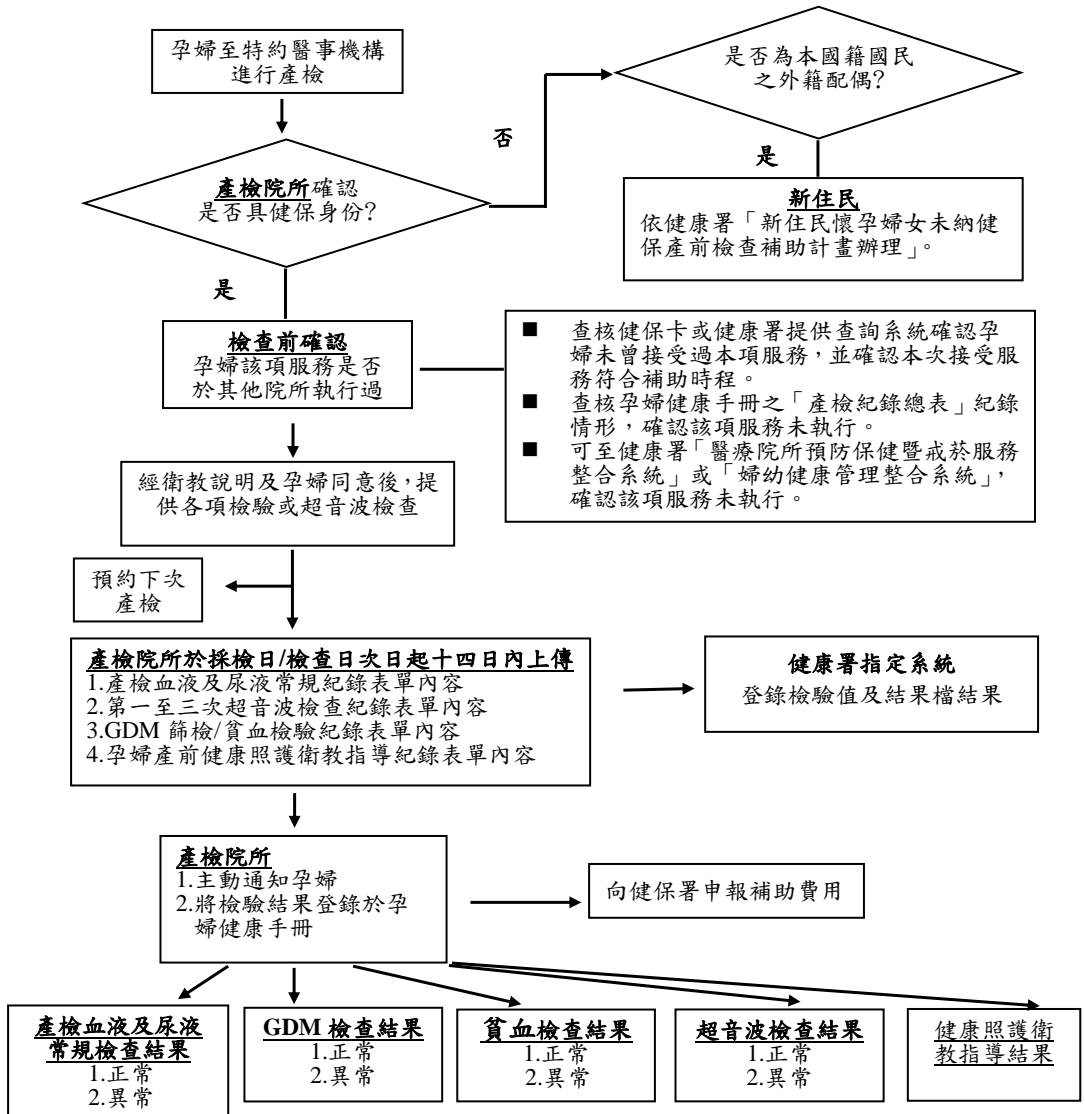 孕婦至特約醫事機構
進行產檢
是否為本國籍國民
之外籍配偶?
否
是
產檢院所確認
是否具健保身份?
新住民
依健康署「新住民懷孕婦女未納健
保產前檢查補助計畫辦理」。
是
檢查前確認
孕婦該項服務是否
於其他院所執行過
■ 查核健保卡或健康署提供查詢系統確認孕
婦未曾接受過本項服務，並確認本次接受服
務符合補助時程。
■ 查核孕婦健康手冊之「產檢紀錄總表」紀錄
情形，確認該項服務未執行。
■ 可至健康署「醫療院所預防保健暨戒菸服務
整合系統」或「婦幼健康管理整合系統」，
確認該項服務未執行。
經衛教說明及孕婦同意後，提
供各項檢驗或超音波檢查
預約下次
產檢
產檢院所於採檢日/檢查日次日起十四日內上傳
1.產檢血液及尿液常規紀錄表單內容
2.第一至三次超音波檢查紀錄表單內容
3.GDM 篩檢/貧血檢驗紀錄表單內容
4.孕婦產前健康照護衛教指導紀錄表單內容
健康署指定系統
登錄檢驗值及結果檔結果
產檢院所
1.主動通知孕婦
2.將檢驗結果登錄於孕
婦健康手冊
向健保署申報補助費用
產檢血液及尿液
常規檢查結果
1.正常
2.異常
GDM 檢查結果
1.正常
2.異常
貧血檢查結果
1.正常
2.異常
超音波檢查結果
1.正常
2.異常
健康照護衛
教指導結果